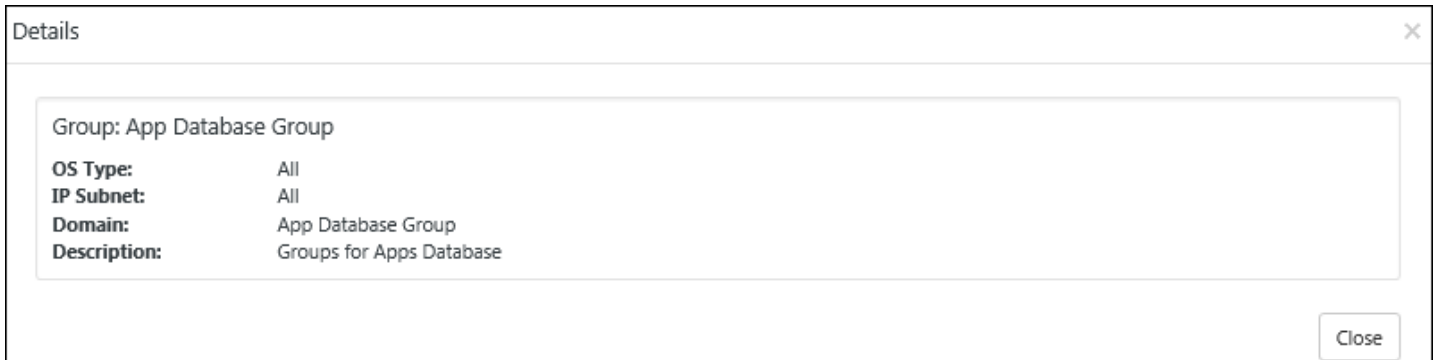 Details
Group: App Database Group
OS Type: All
IP Subnet: All
Domain: App Database Group
Description: Groups for Apps Database
Close